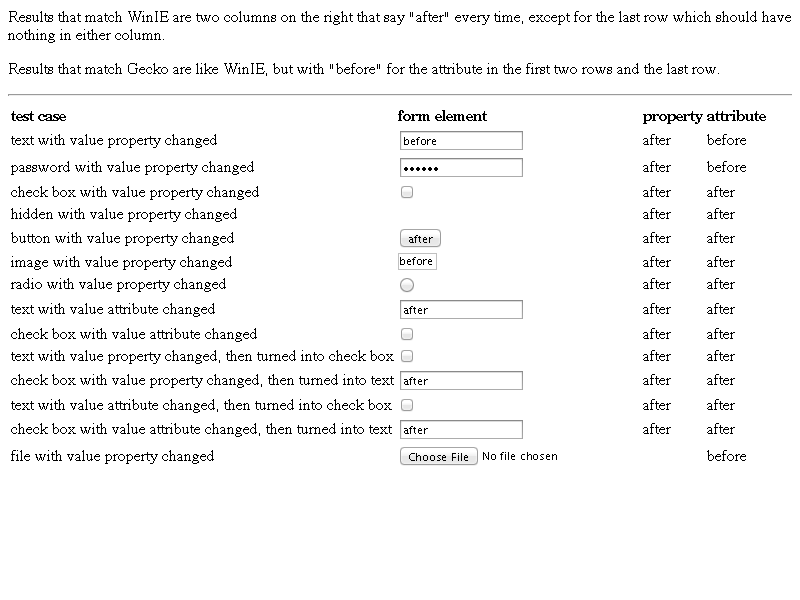 Results that match WinIE are two columns on the right that say "after" every time, except for the last row which should have
nothing in either column.
Results that match Gecko are like WinIE, but with "before" for the attribute in the first two rows and the last row.
test case form element property attribute
text with value property changed before after before
password with value property changed •••••• after before
check box with value property changed after after
hidden with value property changed after after
button with value property changed after after after
image with value property changed before after after
radio with value property changed after after
text with value attribute changed after after after
check box with value attribute changed after after
text with value property changed, then turned into check box after after
check box with value property changed, then turned into text after after after
text with value attribute changed, then turned into check box after after
check box with value attribute changed, then turned into text after after after
file with value property changed Choose File No file chosen before